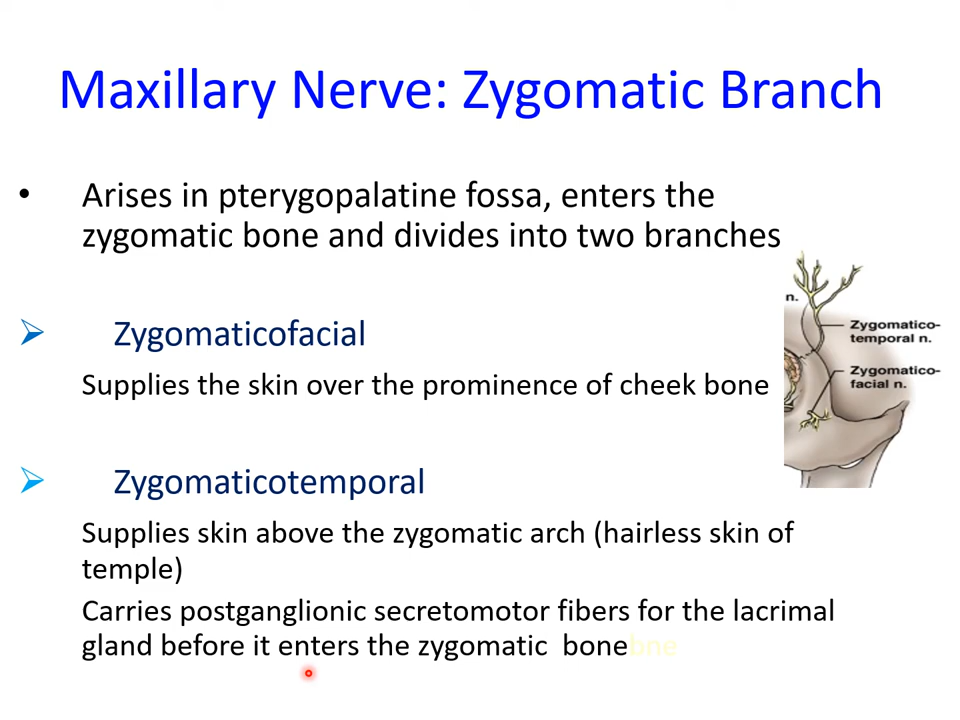 Maxillary Nerve: Zygomatic Branch
• Arises in pterygopalatine fossa, enters the
zygomatic bone and divides into two branches
n.
Zygomatico-
temporal n.
Zygomatico-
facial n.
➢ Zygomaticofacial
Supplies the skin over the prominence of cheek bone
➢ Zygomaticotemporal
Supplies skin above the zygomatic arch (hairless skin of
temple)
Carries postganglionic secretomotor fibers for the lacrimal
gland before it enters the zygomatic bonebne